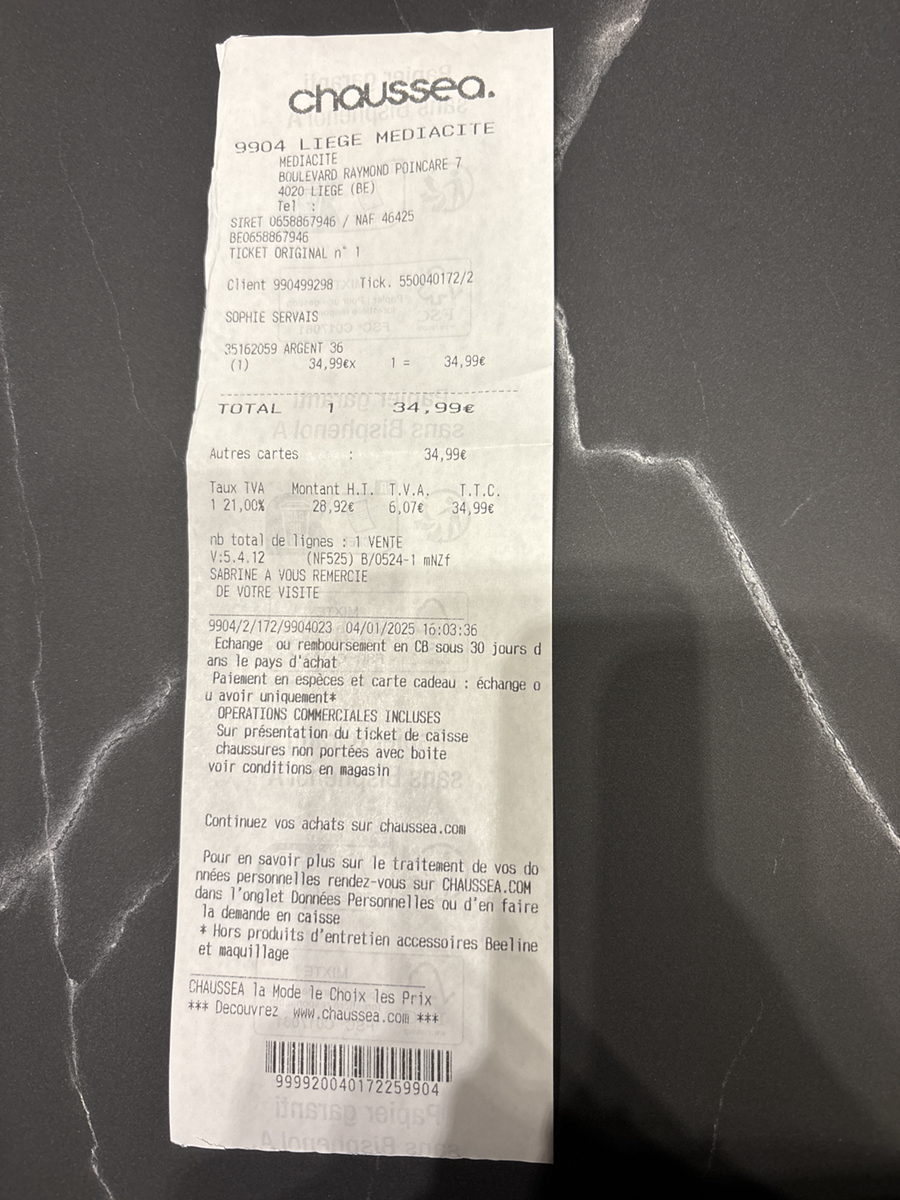 chaussea.
9904 LIEGE MEDIACITE
MEDIACITE
BOULEVARD RAYMOND POINCARE 7
4020 LIEGE (BE)
Tel :
SIRET 0658867946 / NAF 46425
BE0658867946
TICKET ORIGINAL n° 1
Client 990499298 Tick. 550040172/2
SOPHIE SERVAIS
35162059 ARGENT 36
(1) 34,99€x 1 = 34,99€
TOTAL 1 34,99€
Autres cartes : 34,99€
Taux TVA Montant H.T. T.V.A. T.T.C.
1 21,00% 28,92€ 6,07€ 34,99€
nb total de lignes : 1 VENTE
V:5.4.12 (NF525) B/0524-1 mNZf
SABRINE A VOUS REMERCIE
DE VOTRE VISITE
9904/2/172/9904023 04/01/2025 16:03:36
Echange ou remboursement en CB sous 30 jours d
ans le pays d'achat
Paiement en espèces et carte cadeau : échange o
u avoir uniquement*
OPERATIONS COMMERCIALES INCLUSES
Sur présentation du ticket de caisse
chaussures non portées avec boite
voir conditions en magasin
Continuez vos achats sur chaussea.com
Pour en savoir plus sur le traitement de vos do
nnées personnelles rendez-vous sur CHAUSSEA.COM
dans l'onglet Données Personnelles ou d'en faire
la demande en caisse
* Hors produits d'entretien accessoires Beeline
et maquillage
CHAUSSEA la Mode le Choix les Prix
*** Decouvrez www.chaussea.com ***
999920040172259904